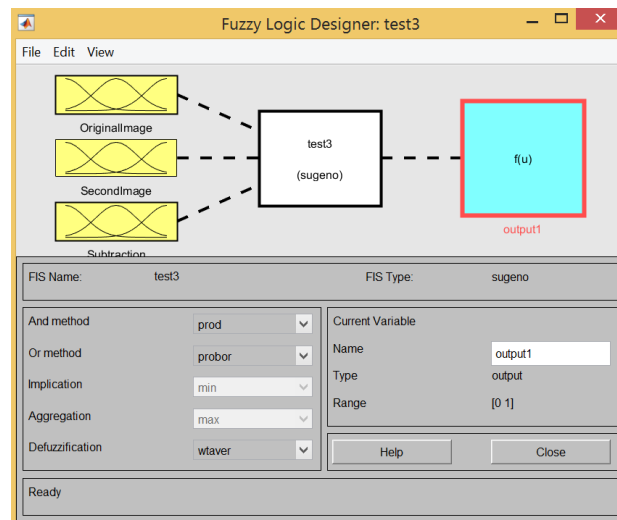 Fuzzy Logic Designer: test3
File Edit View
OriginalImage
SecondImage
Subtraction
test3
(sugeno)
f(u)
output1
FIS Name: test3 FIS Type: sugeno
And method prod
Or method probor
Implication min
Aggregation max
Defuzzification wtaver
Current Variable
Name output1
Type output
Range [0 1]
Help Close
Ready